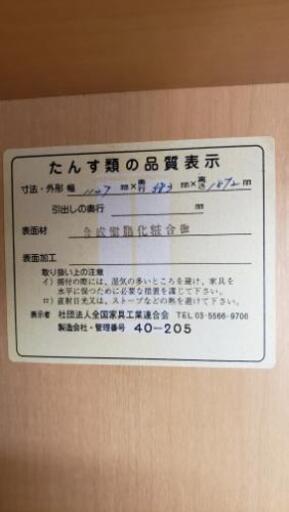 たんす類の品質表示
寸法・外形 幅 1127 mm×奥行 483 mm×高さ 1872 mm
引出しの奥行 mm
表面材 合成樹脂化粧合板
表面加工
取り扱い上の注意
イ）据付の際には、湿気の多いところを避け、家具を
水平に保つために必要な措置を講じて下さい。
ロ）直射日光又は、ストーブなどの熱を避けて下さい。
表示者 社団法人全国家具工業連合会 TEL 03-5566-9706
製造会社・管理番号 40-205